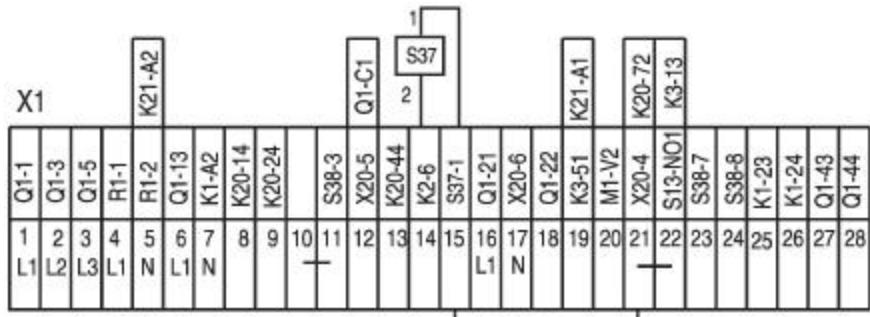 1
S37
2
K21-A2
Q1-C1
K21-A1
K20-72
K3-13
X1
Q1-1
Q1-3
Q1-5
R1-1
R1-2
Q1-13
K1-A2
K20-14
K20-24
S38-3
X20-5
K20-44
K2-6
S37-1
Q1-21
X20-6
Q1-22
K3-51
M1-V2
X20-4
S13-NO1
S38-7
S38-8
K1-23
K1-24
Q1-43
Q1-44
1 2 3 4 5 6 7 8 9 10 11 12 13 14 15 16 17 18 19 20 21 22 23 24 25 26 27 28
L1 L2 L3 L1 N L1 N L1 N